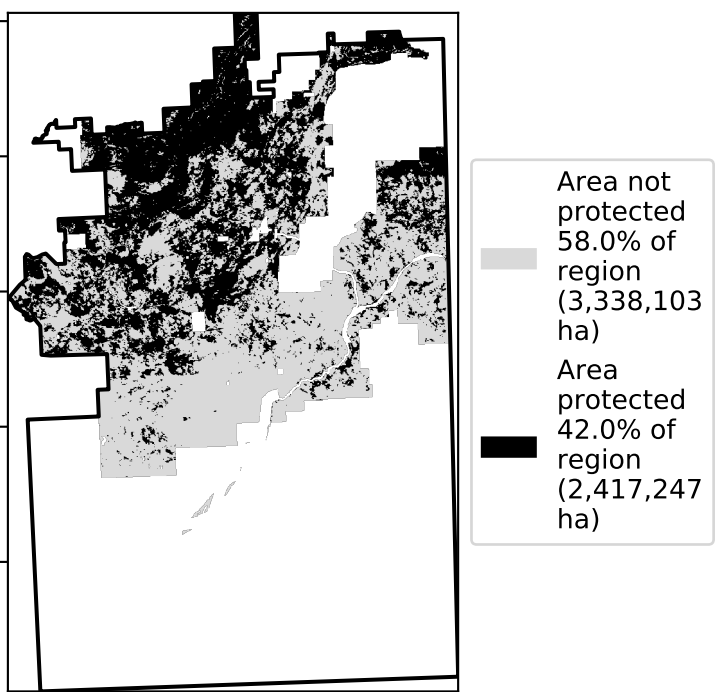 Area not
protected
58.0% of
region
(3,338,103
ha)
Area
protected
42.0% of
region
(2,417,247
ha)